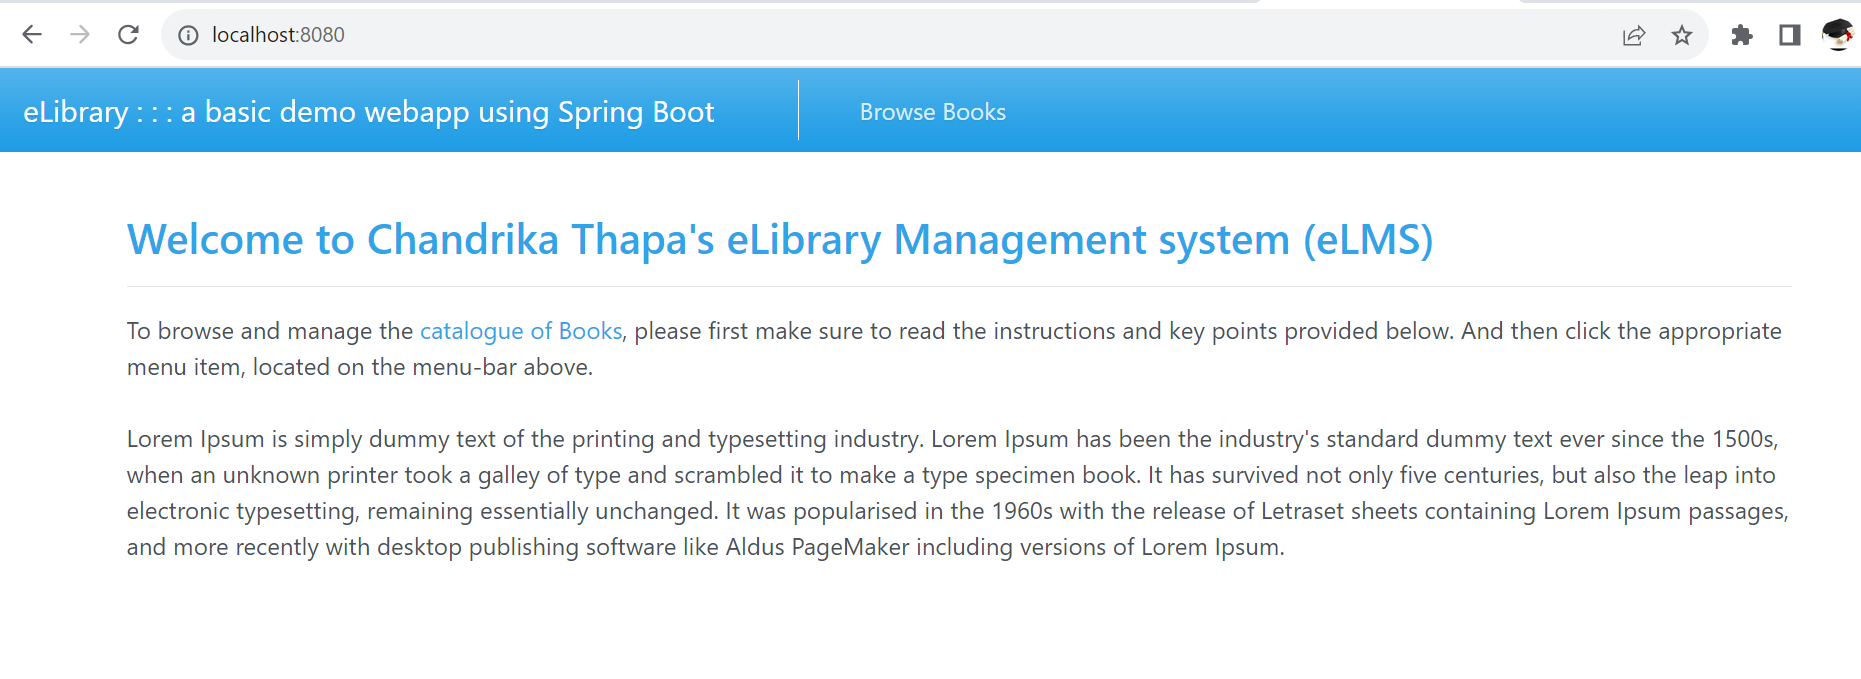 localhost:8080
eLibrary : : : a basic demo webapp using Spring Boot
Browse Books
Welcome to Chandrika Thapa's eLibrary Management system (eLMS)
To browse and manage the catalogue of Books, please first make sure to read the instructions and key points provided below. And then click the appropriate
menu item, located on the menu-bar above.
Lorem Ipsum is simply dummy text of the printing and typesetting industry. Lorem Ipsum has been the industry's standard dummy text ever since the 1500s,
when an unknown printer took a galley of type and scrambled it to make a type specimen book. It has survived not only five centuries, but also the leap into
electronic typesetting, remaining essentially unchanged. It was popularised in the 1960s with the release of Letraset sheets containing Lorem Ipsum passages,
and more recently with desktop publishing software like Aldus PageMaker including versions of Lorem Ipsum.